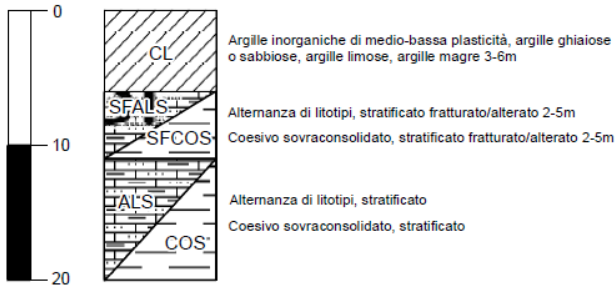 0
CL
Argille inorganiche di medio-bassa plasticità, argille ghiaiose
o sabbiose, argille limose, argille magre 3-6m
SFALS
Alternanza di litotipi, stratificato fratturato/alterato 2-5m
SFCOS
Coesivo sovraconsolidato, stratificato fratturato/alterato 2-5m
10
ALS
Alternanza di litotipi, stratificato
Coesivo sovraconsolidato, stratificato
COS
20